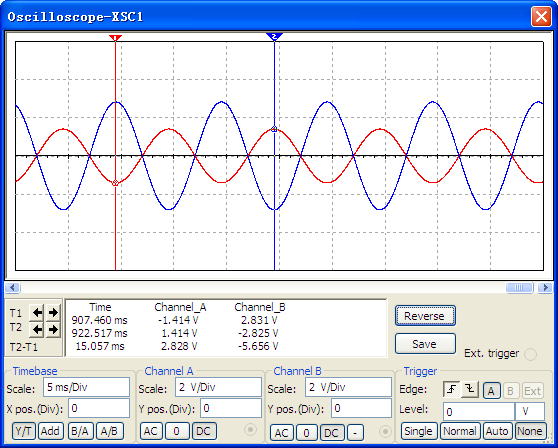 Oscilloscope-XSC1
1 2
T1
T2
T2-T1
Time Channel_A Channel_B
907.460 ms -1.414 V 2.831 V
922.517 ms 1.414 V -2.825 V
15.057 ms 2.828 V -5.656 V
Reverse
Save
Ext. trigger
Timebase
Scale: 5 ms/Div
X pos.(Div): 0
Y/T Add B/A A/B
Channel A
Scale: 2 V/Div
Y pos.(Div): 0
AC 0 DC
Channel B
Scale: 2 V/Div
Y pos.(Div): 0
AC 0 DC -
Trigger
Edge: A B Ext
Level: 0 V
Single Normal Auto None